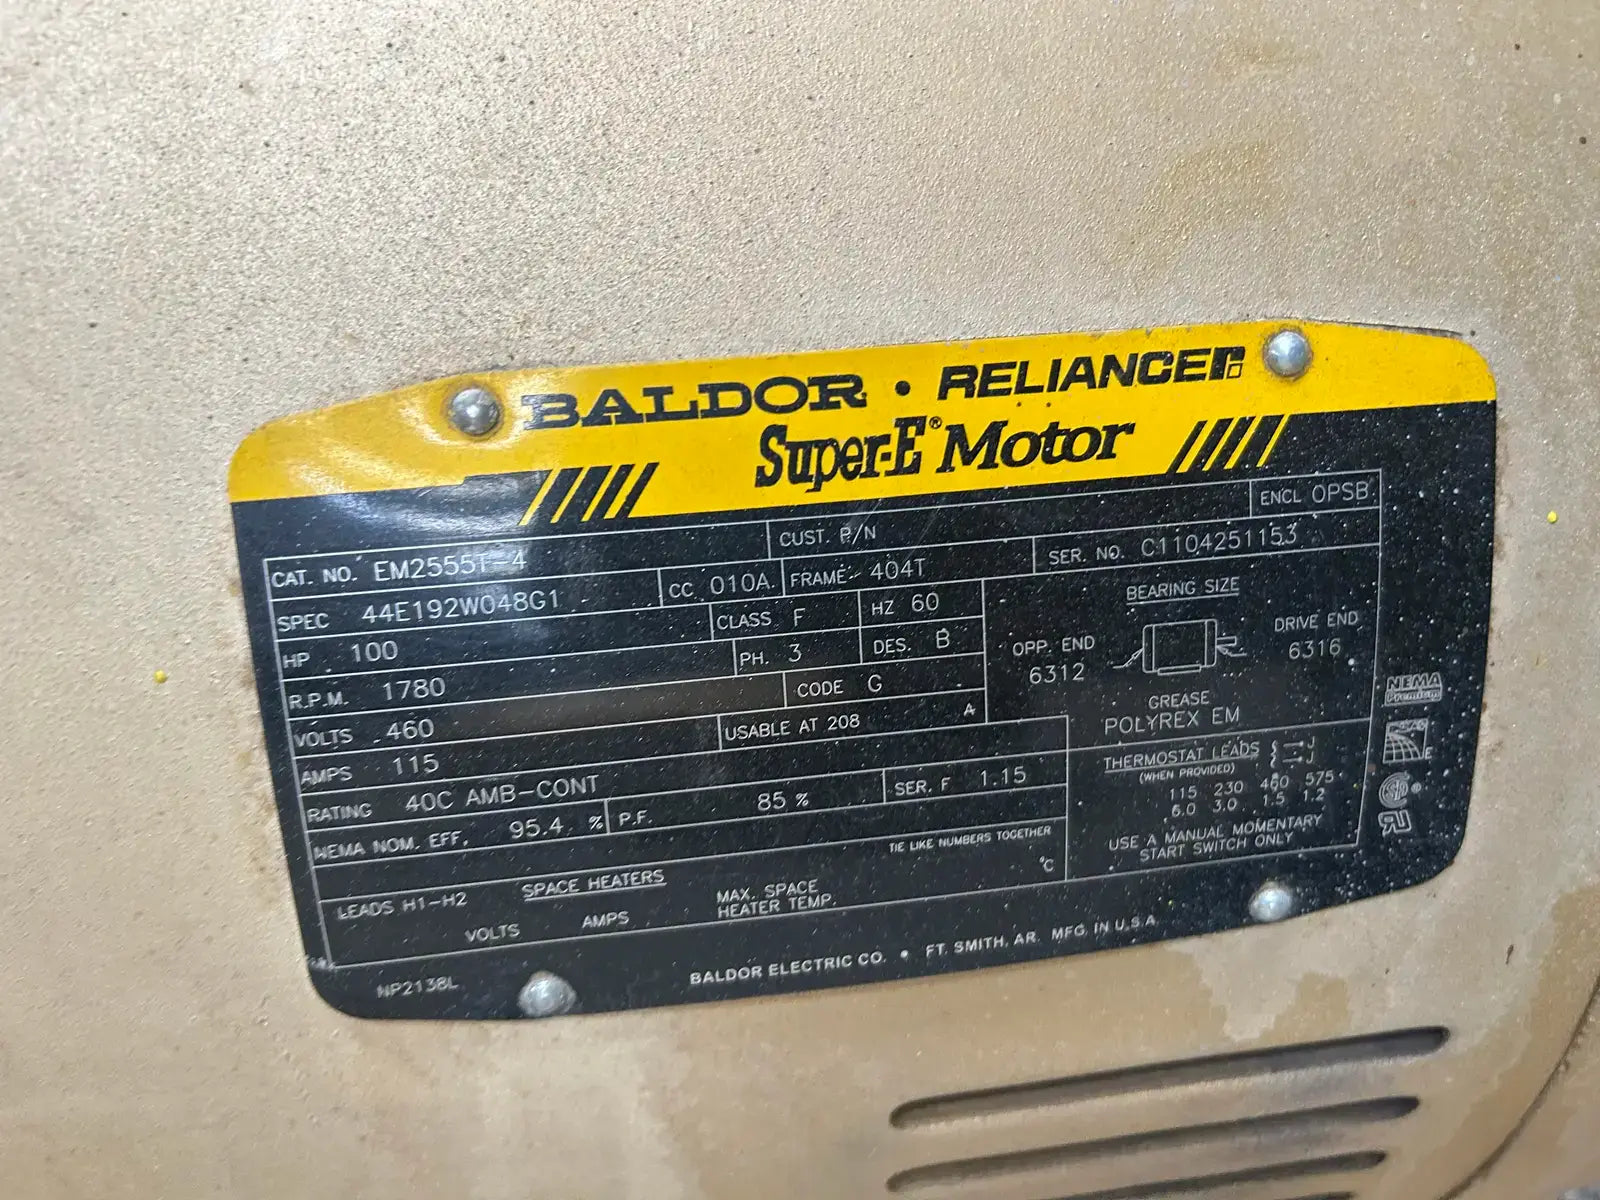 BALDOR • RELIANCER
Super-E® Motor
CAT. NO. EM2555T-4 CUST. P/N ENCL OPSB
SPEC 44E192W048G1 CC 010A FRAME 404T SER. NO. C1104251153
HP 100 CLASS F HZ 60
R.P.M. 1780 PH. 3 DES. B
VOLTS 460 CODE G
AMPS 115 USABLE AT 208 A
RATING 40C AMB-CONT
NEMA NOM. EFF. 95.4 % P.F. 85 % SER. F 1.15
BEARING SIZE
OPP. END DRIVE END
6312 6316
GREASE
POLYREX EM
THERMOSTAT LEADS J
(WHEN PROVIDED) J
115 230 460 575
6.0 3.0 1.5 1.2
USE A MANUAL MOMENTARY
START SWITCH ONLY
TIE LIKE NUMBERS TOGETHER
SPACE HEATERS
LEADS H1-H2 MAX. SPACE °C
VOLTS AMPS HEATER TEMP.
NP2138L BALDOR ELECTRIC CO. • FT. SMITH, AR. MFG. IN U.S.A.
NEMA
Premium